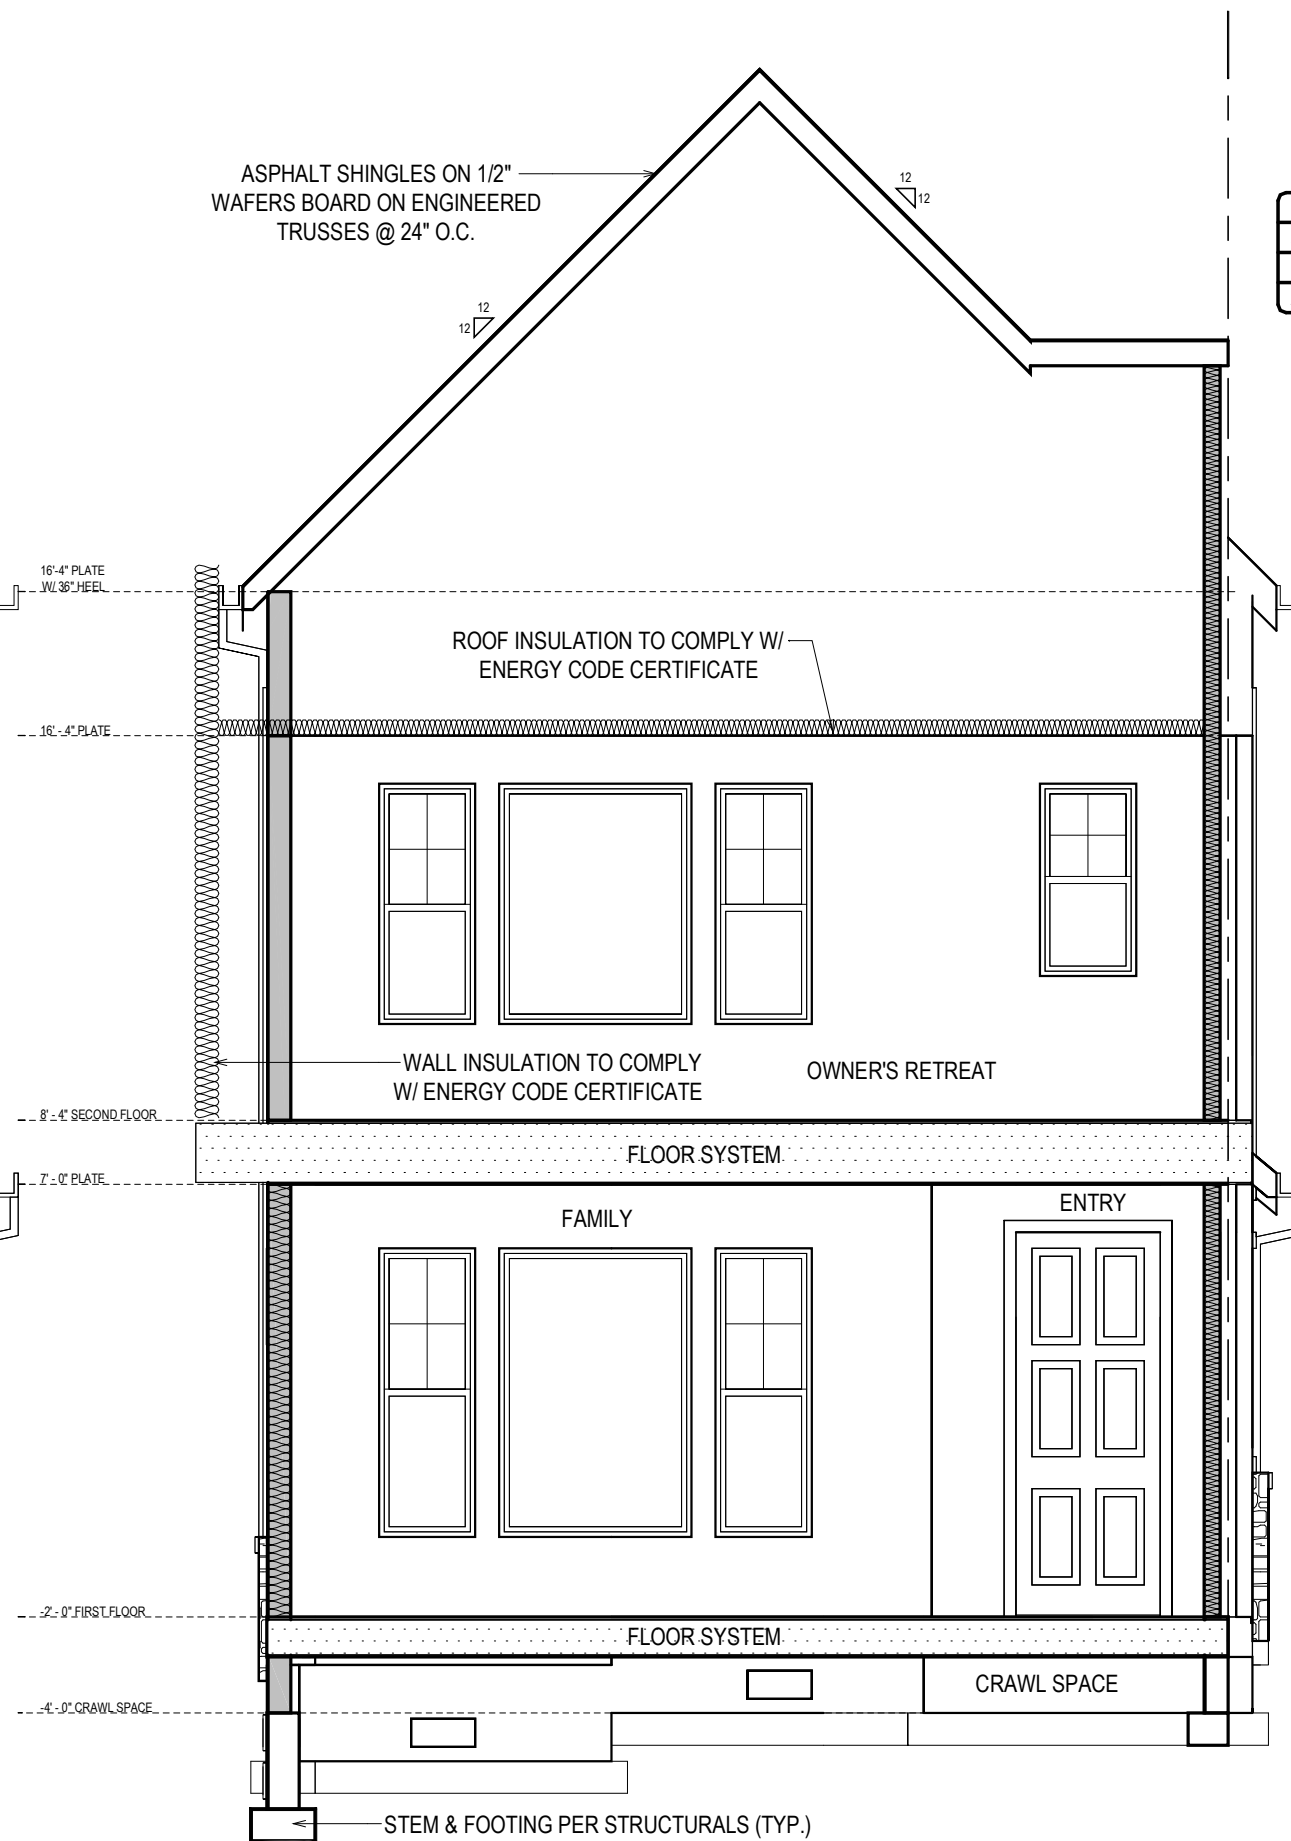 ASPHALT SHINGLES ON 1/2"
WAFERS BOARD ON ENGINEERED
TRUSSES @ 24" O.C.
12
12
12
12
16'-4" PLATE
W/ 36" HEEL
ROOF INSULATION TO COMPLY W/
ENERGY CODE CERTIFICATE
16' - 4" PLATE
WALL INSULATION TO COMPLY
W/ ENERGY CODE CERTIFICATE
OWNER'S RETREAT
8' - 4" SECOND FLOOR
FLOOR SYSTEM
7' - 0" PLATE
FAMILY
ENTRY
-2' - 0" FIRST FLOOR
FLOOR SYSTEM
CRAWL SPACE
-4' - 0" CRAWL SPACE
STEM & FOOTING PER STRUCTURALS (TYP.)